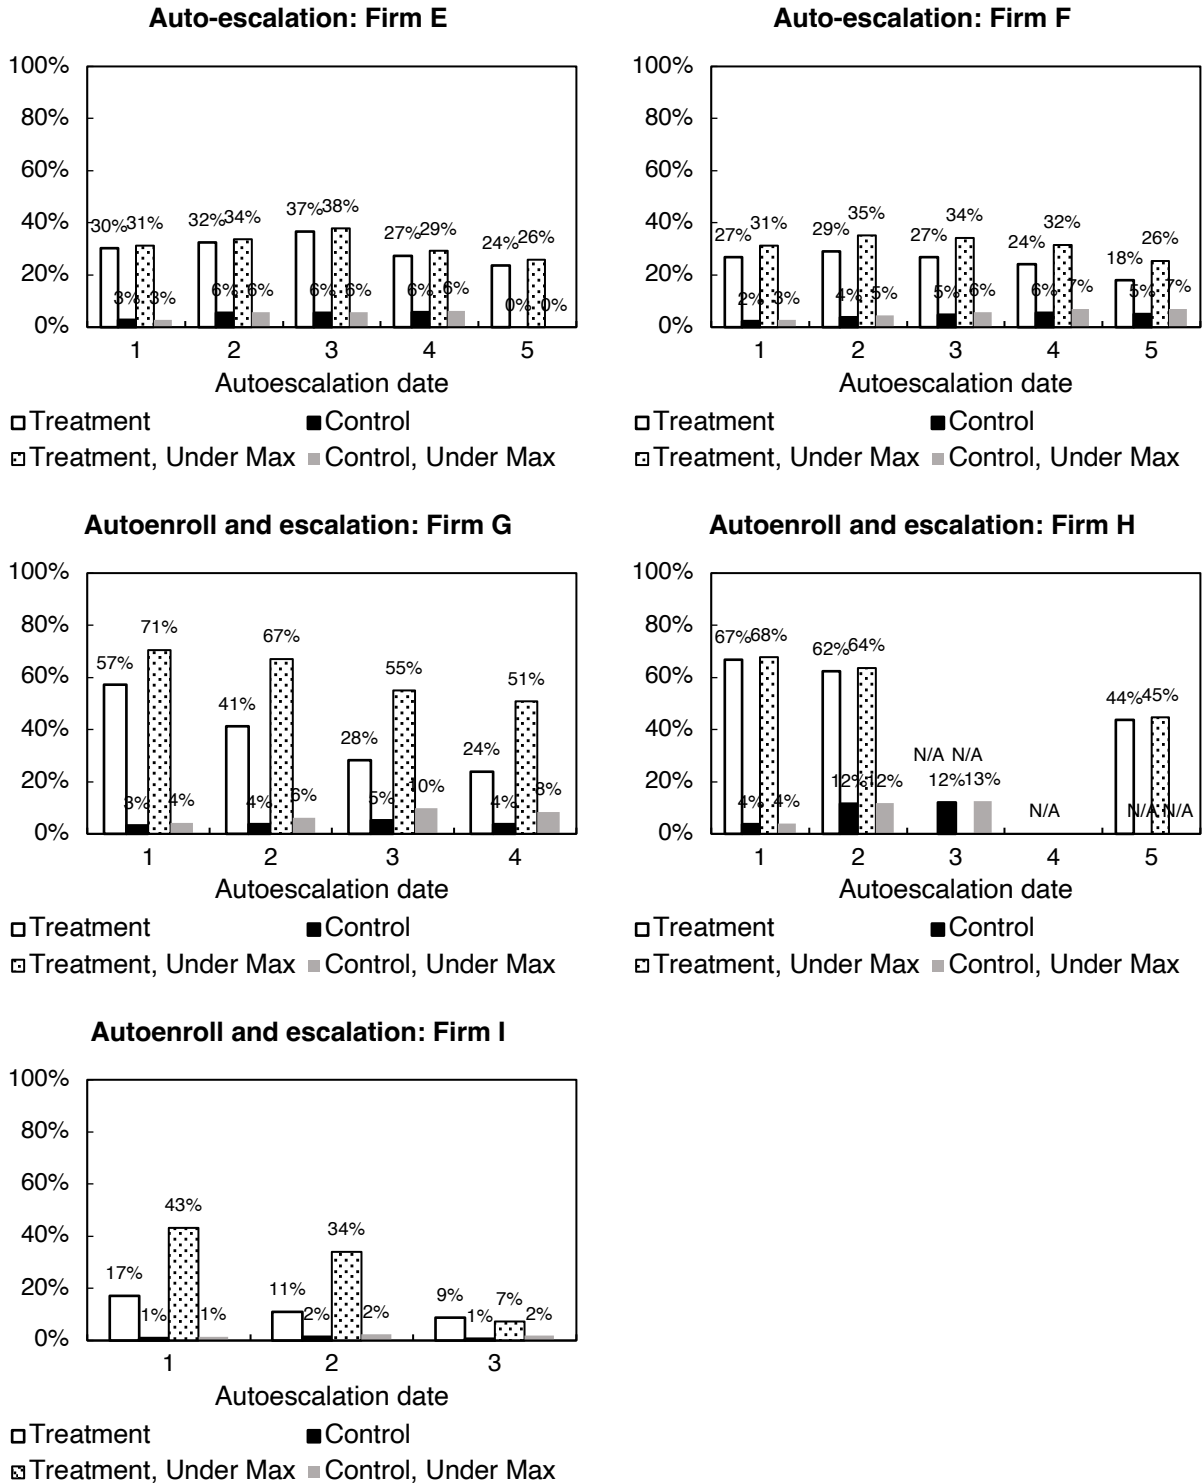 Auto-escalation: Firm E
100%
80%
60%
40%
20%
0%
30% 31% 32% 34% 37% 38% 27% 29% 24% 26%
3% 3% 6% 6% 6% 6% 6% 6% 0% 0%
1 2 3 4 5
Autoescalation date
Treatment Control
Treatment, Under Max Control, Under Max
Auto-escalation: Firm F
100%
80%
60%
40%
20%
0%
27% 31% 29% 35% 27% 34% 24% 32% 18% 26%
2% 3% 4% 5% 5% 6% 6% 7% 5% 7%
1 2 3 4 5
Autoescalation date
Treatment Control
Treatment, Under Max Control, Under Max
Autoenroll and escalation: Firm G
100%
80%
60%
40%
20%
0%
57% 71% 41% 67% 28% 55% 24% 51%
3% 4% 4% 6% 5% 10% 4% 8%
1 2 3 4
Autoescalation date
Treatment Control
Treatment, Under Max Control, Under Max
Autoenroll and escalation: Firm H
100%
80%
60%
40%
20%
0%
67% 68% 62% 64% N/A N/A 44% 45%
4% 4% 12% 12% 12% 13% N/A N/A N/A
1 2 3 4 5
Autoescalation date
Treatment Control
Treatment, Under Max Control, Under Max
Autoenroll and escalation: Firm I
100%
80%
60%
40%
20%
0%
17% 43% 11% 34% 9% 7%
1% 1% 2% 2% 1% 2%
1 2 3
Autoescalation date
Treatment Control
Treatment, Under Max Control, Under Max